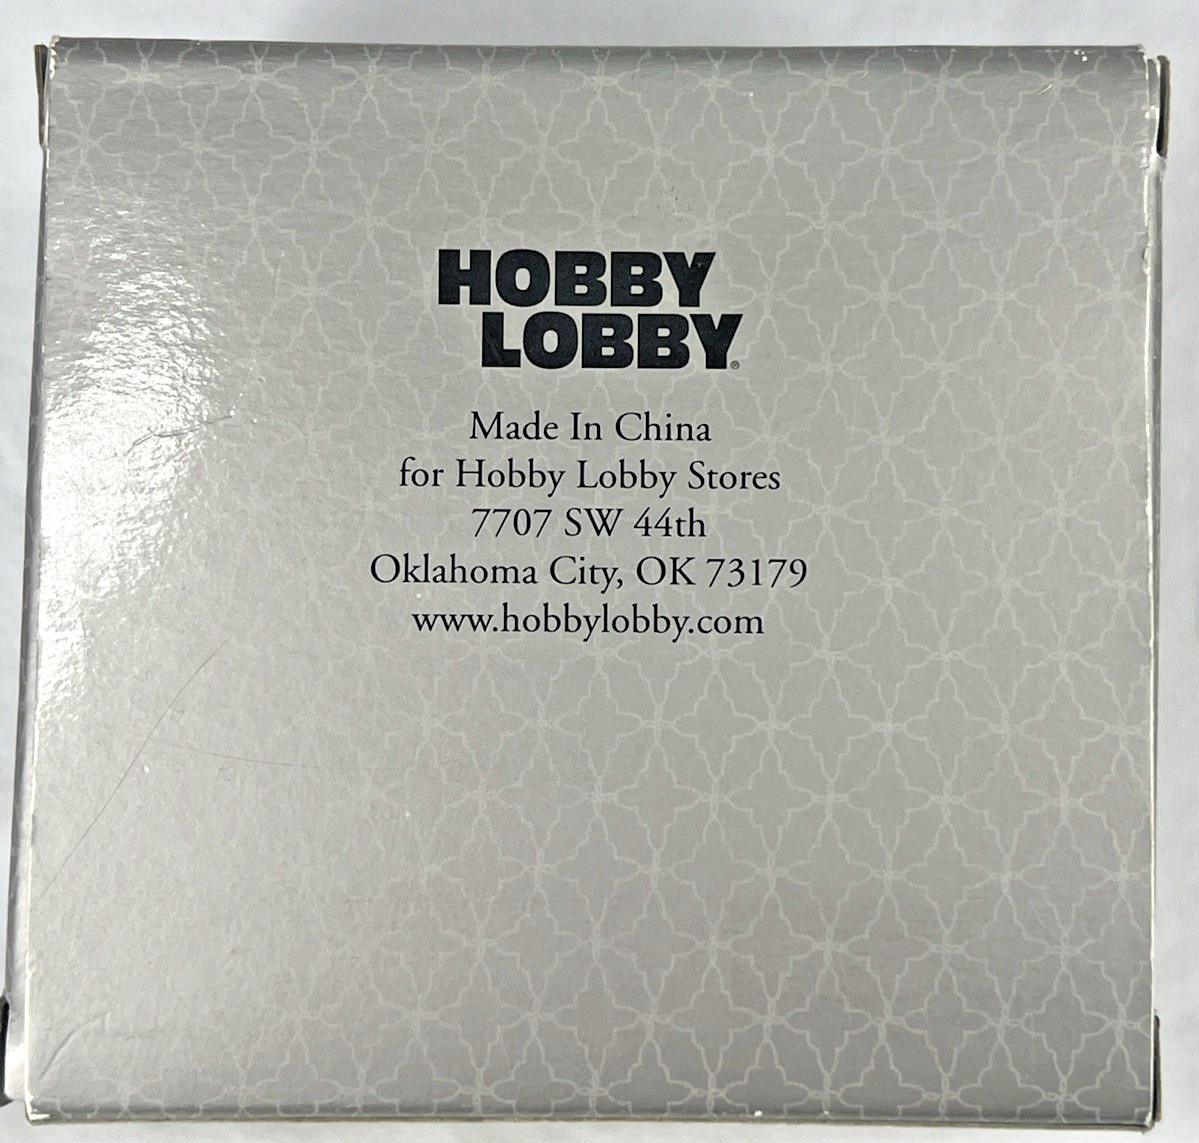 HOBBY
LOBBY®
Made In China
for Hobby Lobby Stores
7707 SW 44th
Oklahoma City, OK 73179
www.hobbylobby.com